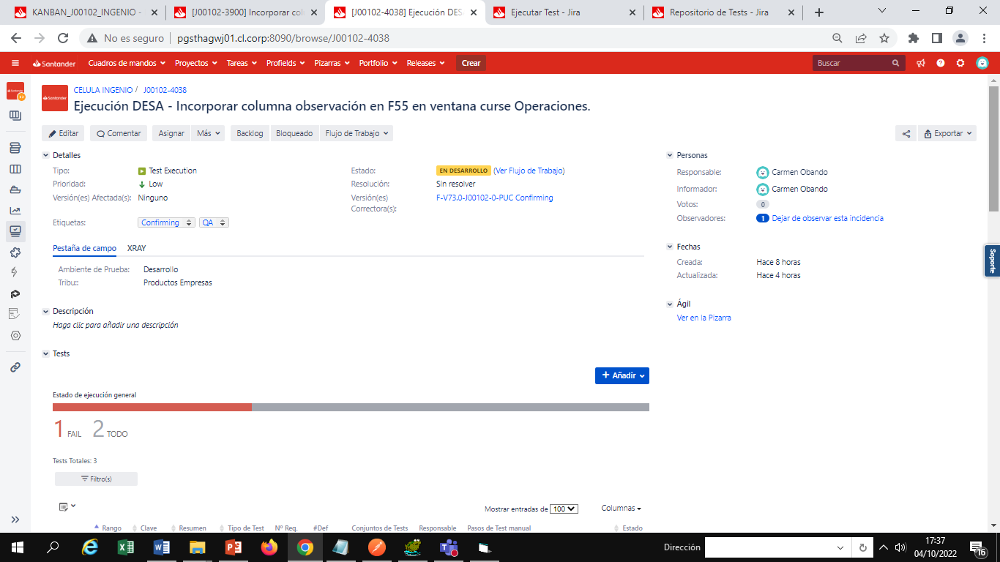 KANBAN_J00102_INGENIO -
[J00102-3900] Incorporar col
[J00102-4038] Ejecución DES
Ejecutar Test - Jira
Repositorio de Tests - Jira
No es seguro | pgsthagwj01.cl.corp:8090/browse/J00102-4038
Santander Cuadros de mandos Proyectos Tareas Profields Pizarras Portfolio Releases Crear Buscar
Santander
CELULA INGENIO / J00102-4038
Ejecución DESA - Incorporar columna observación en F55 en ventana curse Operaciones.
Editar Comentar Asignar Más Backlog Bloqueado Flujo de Trabajo Exportar
Detalles
Tipo: Test Execution
Prioridad: Low
Versión(es) Afectada(s): Ninguno
Etiquetas: Confirming QA
Estado: EN DESARROLLO (Ver Flujo de Trabajo)
Resolución: Sin resolver
Versión(es) F-V73.0-J00102-0-PUC Confirming
Correctora(s):
Pestaña de campo XRAY
Ambiente de Prueba: Desarrollo
Tribu:: Productos Empresas
Descripción
Haga clic para añadir una descripción
Tests
Añadir
Estado de ejecución general
1 FAIL 2 TODO
Tests Totales: 3
Filtro(s)
Mostrar entradas de 100 Columnas
Rango Clave Resumen Tipo de Test Nº Req. #Def Conjuntos de Tests Responsable Pasos de Test manual Estado
Personas
Responsable: Carmen Obando
Informador: Carmen Obando
Votos: 0
Observadores: 1 Dejar de observar esta incidencia
Fechas
Creada: Hace 8 horas
Actualizada: Hace 4 horas
Ágil
Ver en la Pizarra
Soporte
Dirección
17:37
04/10/2022
16